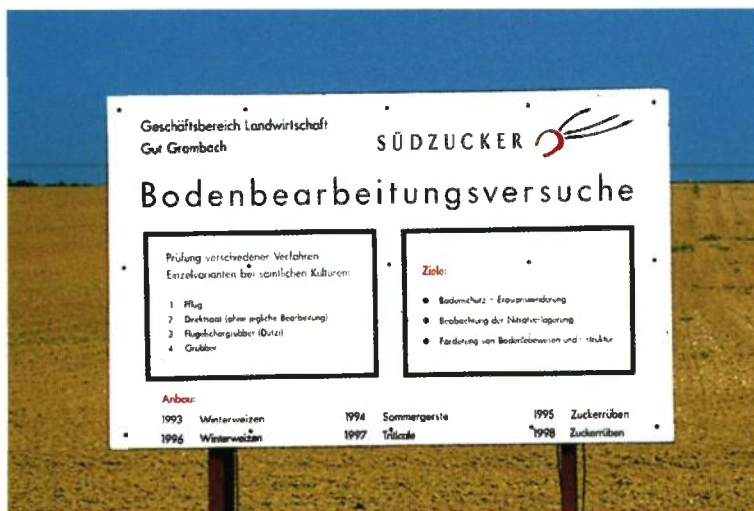 Geschäftsbereich Landwirtschaft
Gut Grombach
SÜDZUCKER
Bodenbearbeitungsversuche
Prüfung verschiedener Verfahren
Einzelvarianten bei sämtlichen Kulturen:
1 Pflug
2 Direktsaat (ohne jegliche Bearbeitung)
3 Flügelschargrubber (Dutzi)
4 Grubber
Ziele:
Bodenschutz - Erosionsminderung
Beobachtung der Nitratverlagerung
Förderung von Bodenlebewesen und - struktur
Anbau:
1993 Winterweizen 1994 Sommergerste 1995 Zuckerrüben
1996 Winterweizen 1997 Triticale 1998 Zuckerrüben